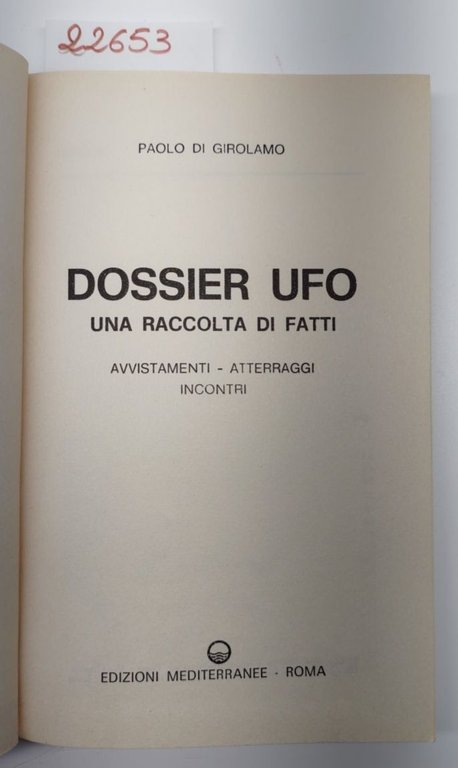 22653
PAOLO DI GIROLAMO
DOSSIER UFO
UNA RACCOLTA DI FATTI
AVVISTAMENTI - ATTERRAGGI
INCONTRI
EDIZIONI MEDITERRANEE · ROMA